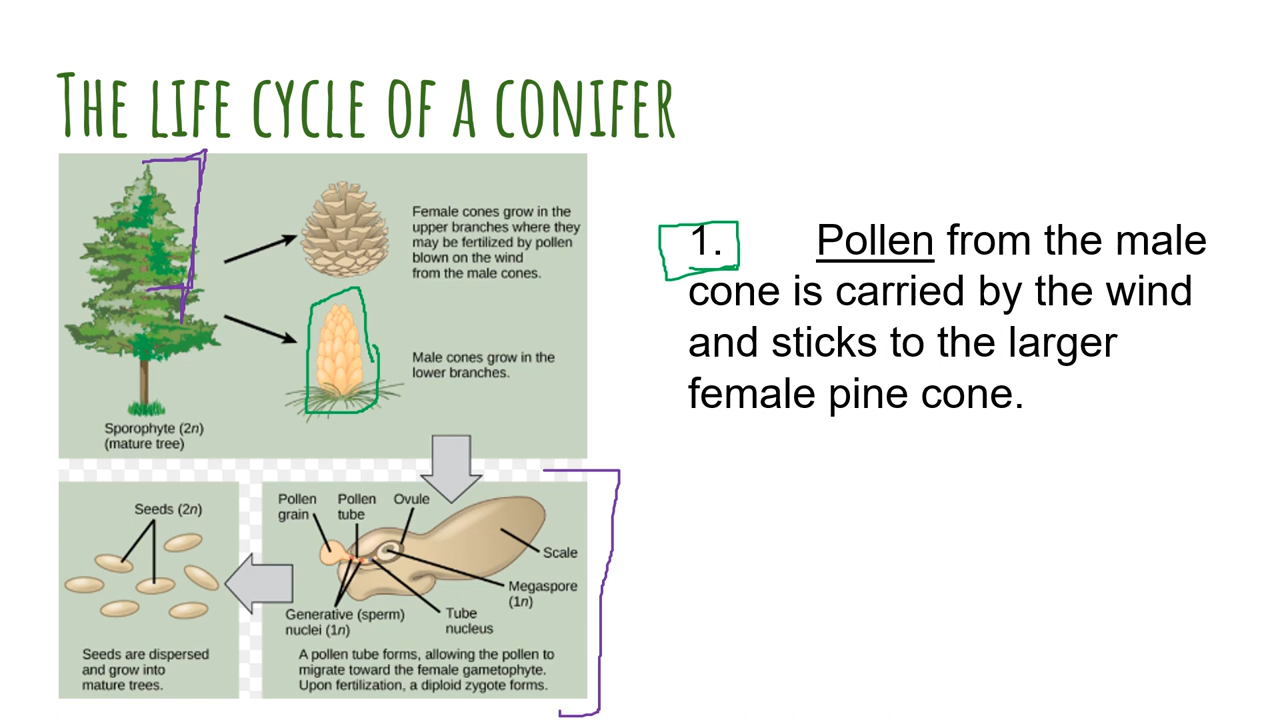 THE LIFE CYCLE OF A CONIFER
Female cones grow in the
upper branches where they
may be fertilized by pollen
blown on the wind
from the male cones.
Male cones grow in the
lower branches.
Sporophyte (2n)
(mature tree)
1. Pollen from the male
cone is carried by the wind
and sticks to the larger
female pine cone.
Seeds (2n)
Seeds are dispersed
and grow into
mature trees.
Pollen
grain
Pollen
tube
Ovule
Scale
Megaspore
(1n)
Generative (sperm)
nuclei (1n)
Tube
nucleus
A pollen tube forms, allowing the pollen to
migrate toward the female gametophyte.
Upon fertilization, a diploid zygote forms.